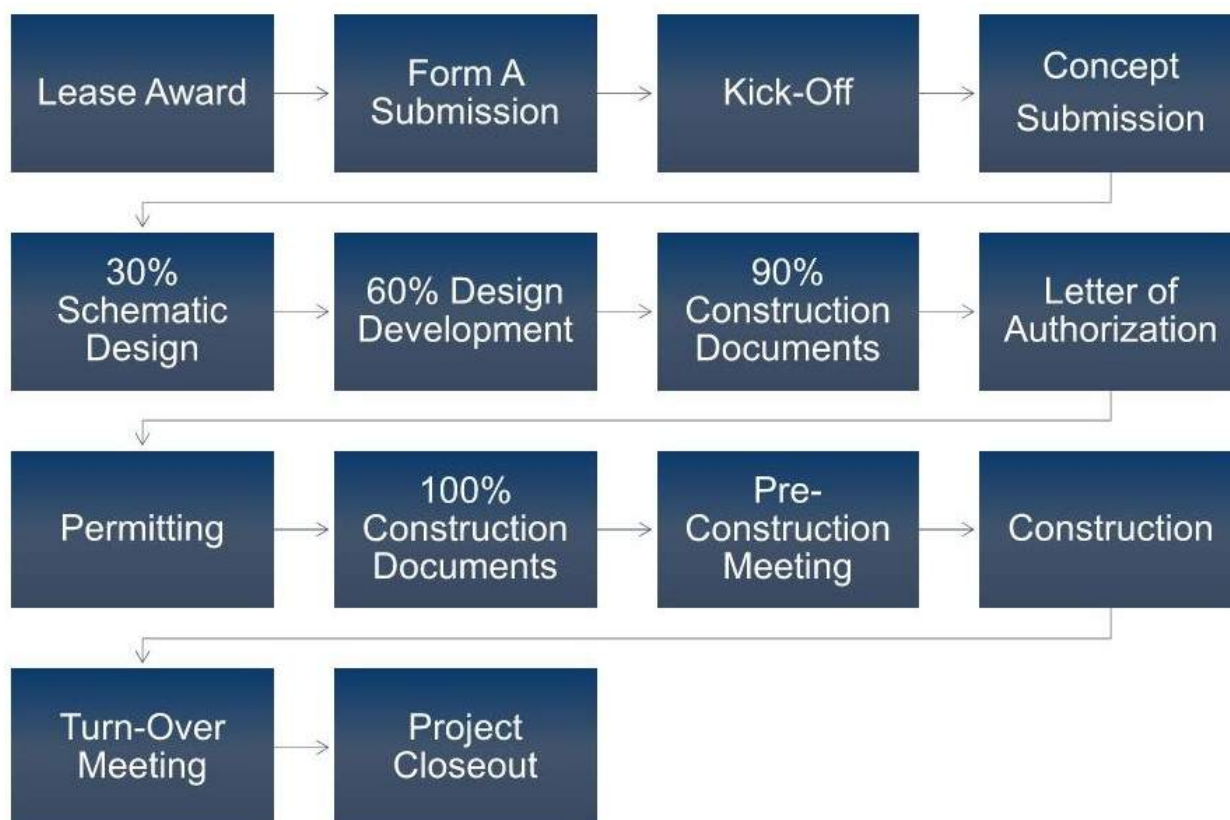 Lease Award
Form A
Submission
Kick-Off
Concept
Submission
30%
Schematic
Design
60% Design
Development
90%
Construction
Documents
Letter of
Authorization
Permitting
100%
Construction
Documents
Pre-
Construction
Meeting
Construction
Turn-Over
Meeting
Project
Closeout